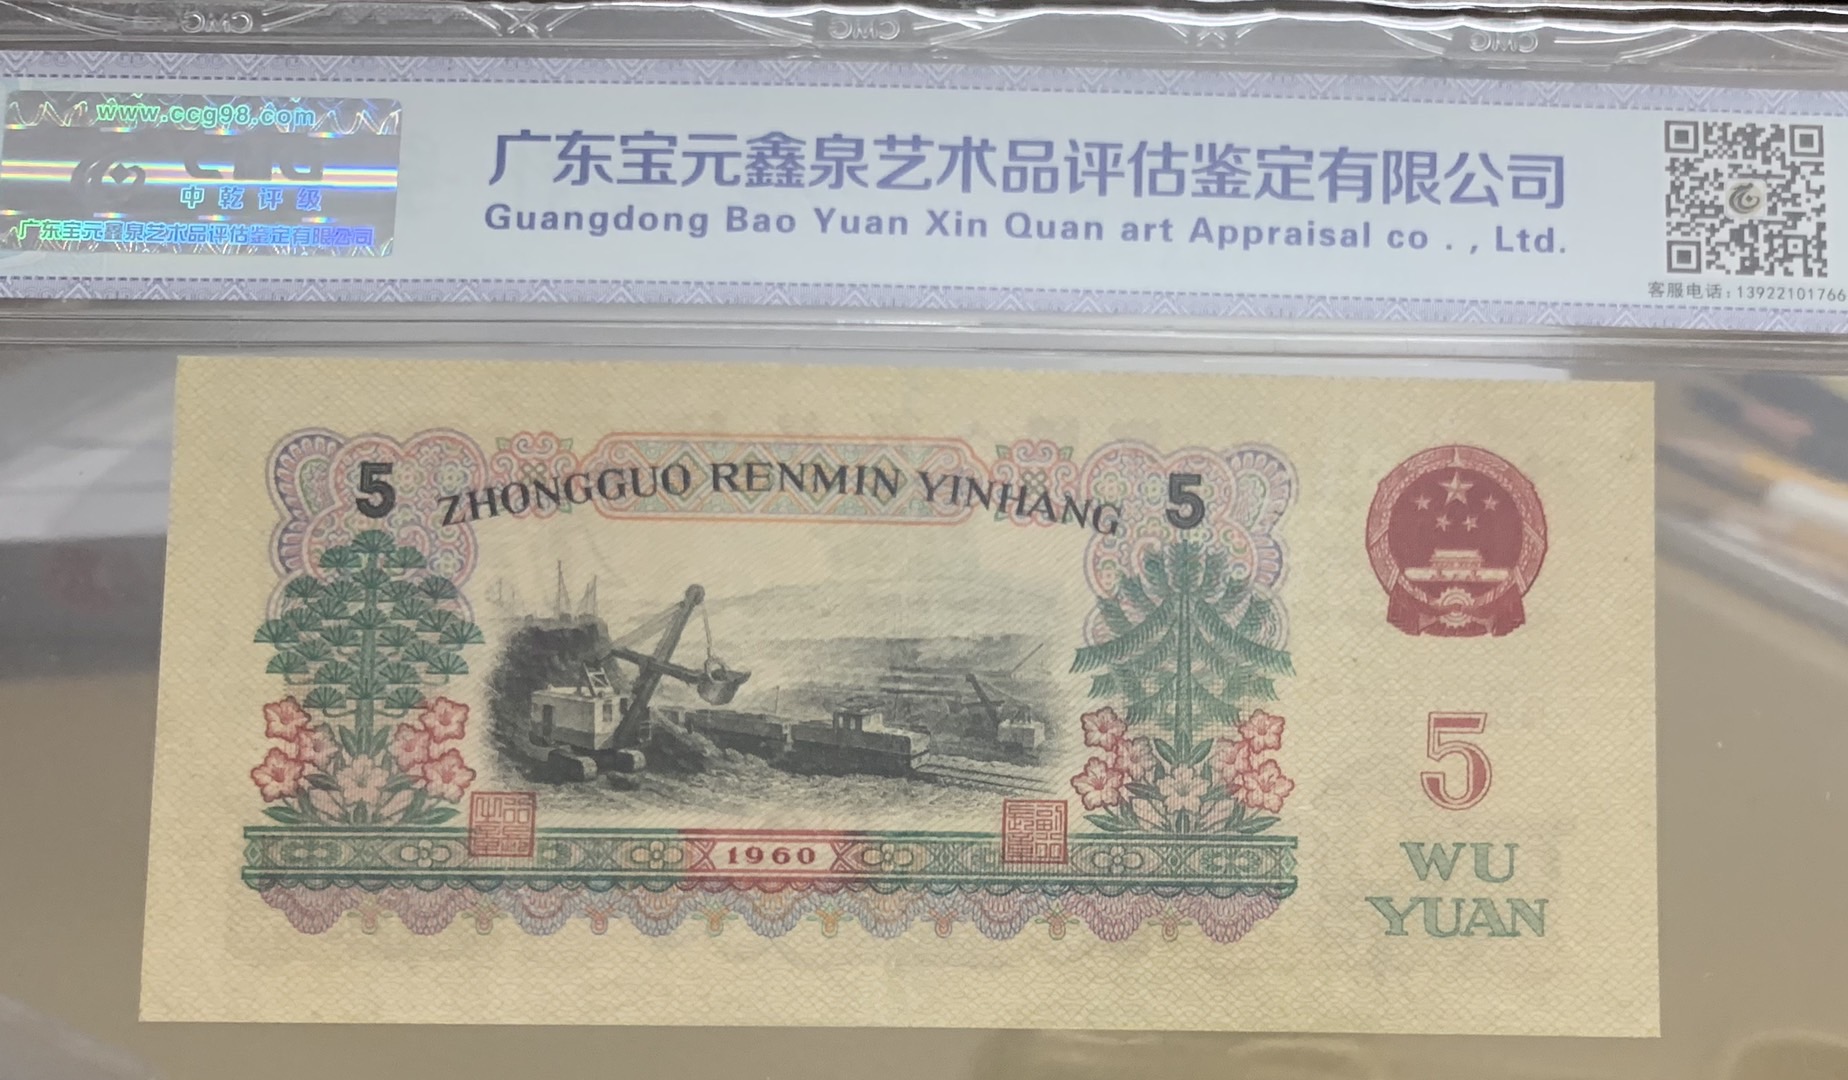 CMC
CMC
CMC
www.ccg98.com
中乾评级
广东宝元鑫泉艺术品评估鉴定有限公司
广东宝元鑫泉艺术品评估鉴定有限公司
Guangdong Bao Yuan Xin Quan art Appraisal co . , Ltd.
客服电话:13922101766
5 ZHONGGUO RENMIN YINHANG 5
1960
5
WU
YUAN